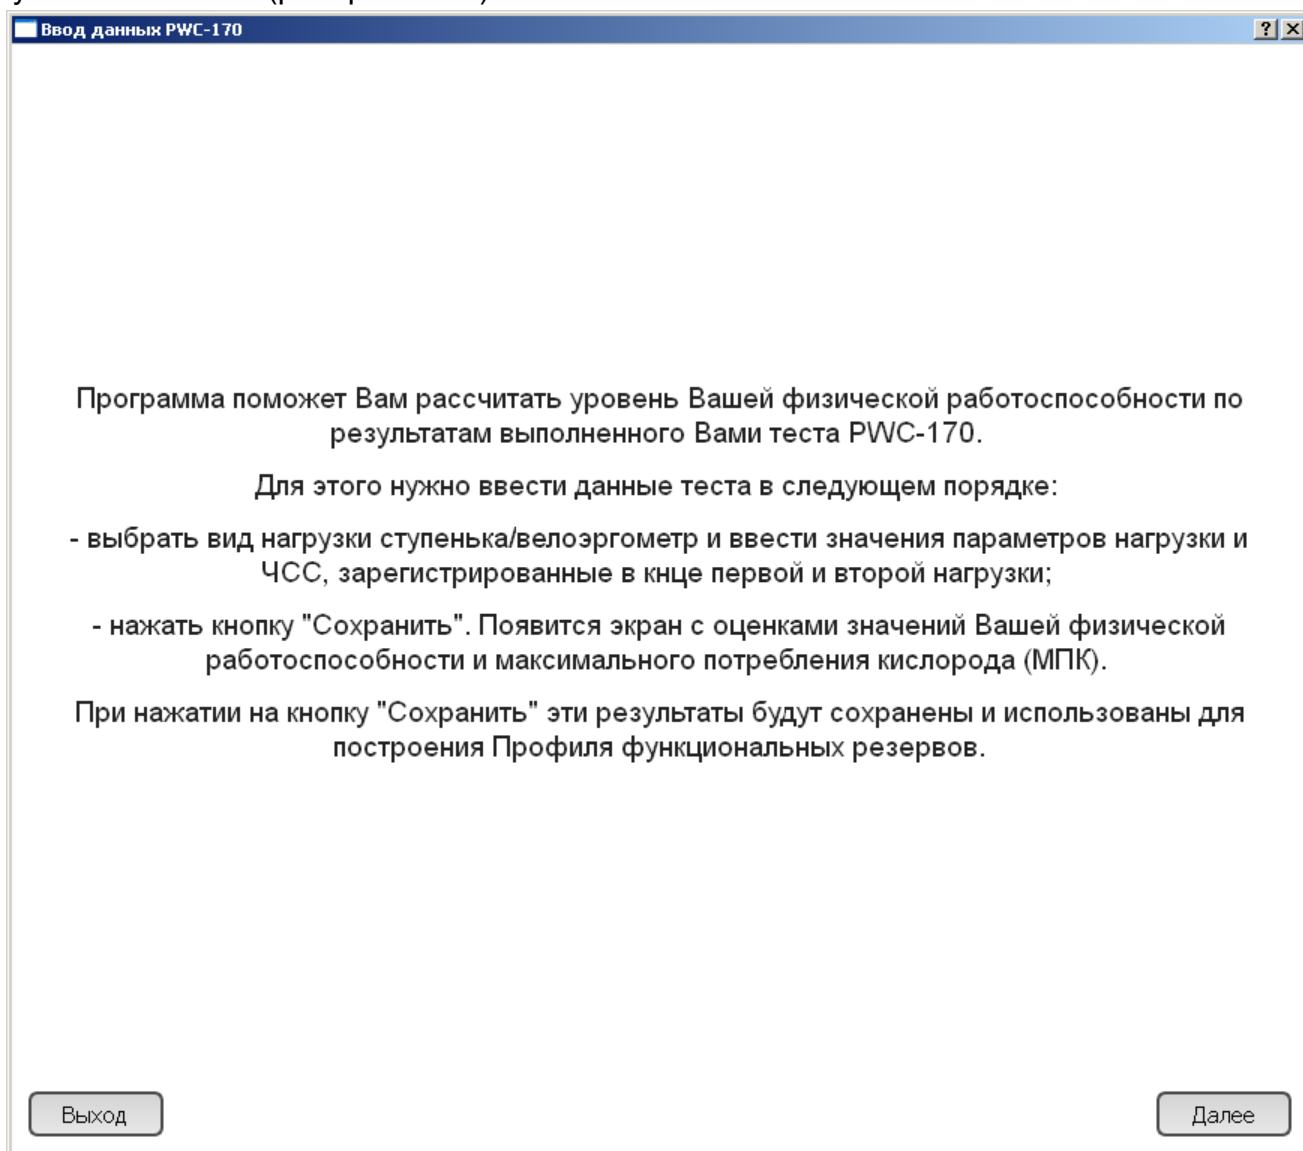 Ввод данных PWC-170
Программа поможет Вам рассчитать уровень Вашей физической работоспособности по
результатам выполненного Вами теста PWC-170.
Для этого нужно ввести данные теста в следующем порядке:
- выбрать вид нагрузки ступенька/велоэргометр и ввести значения параметров нагрузки и
ЧСС, зарегистрированные в кнце первой и второй нагрузки;
- нажать кнопку "Сохранить". Появится экран с оценками значений Вашей физической
работоспособности и максимального потребления кислорода (МПК).
При нажатии на кнопку "Сохранить" эти результаты будут сохранены и использованы для
построения Профиля функциональных резервов.
Выход
Далее